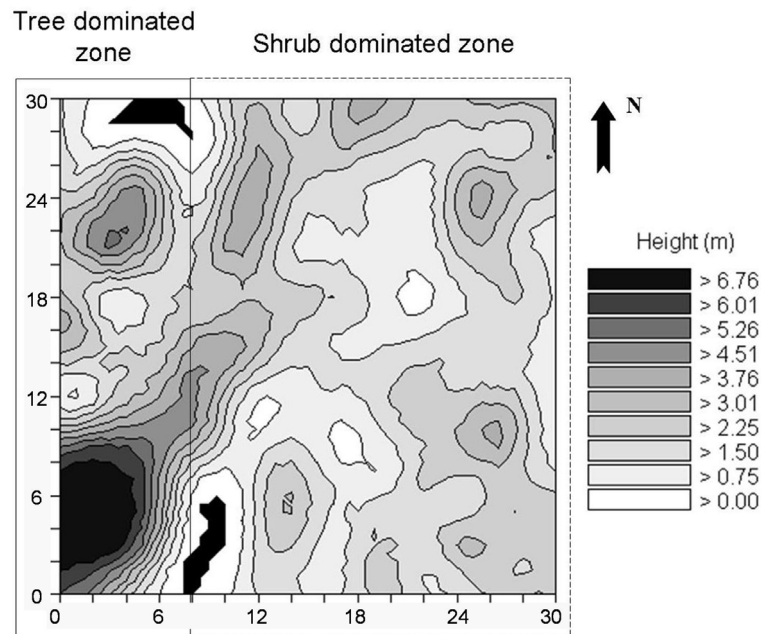 Tree dominated
zone
Shrub dominated zone
N
30
24
18
12
6
0
0 6 12 18 24 30
Height (m)
> 6.76
> 6.01
> 5.26
> 4.51
> 3.76
> 3.01
> 2.25
> 1.50
> 0.75
> 0.00